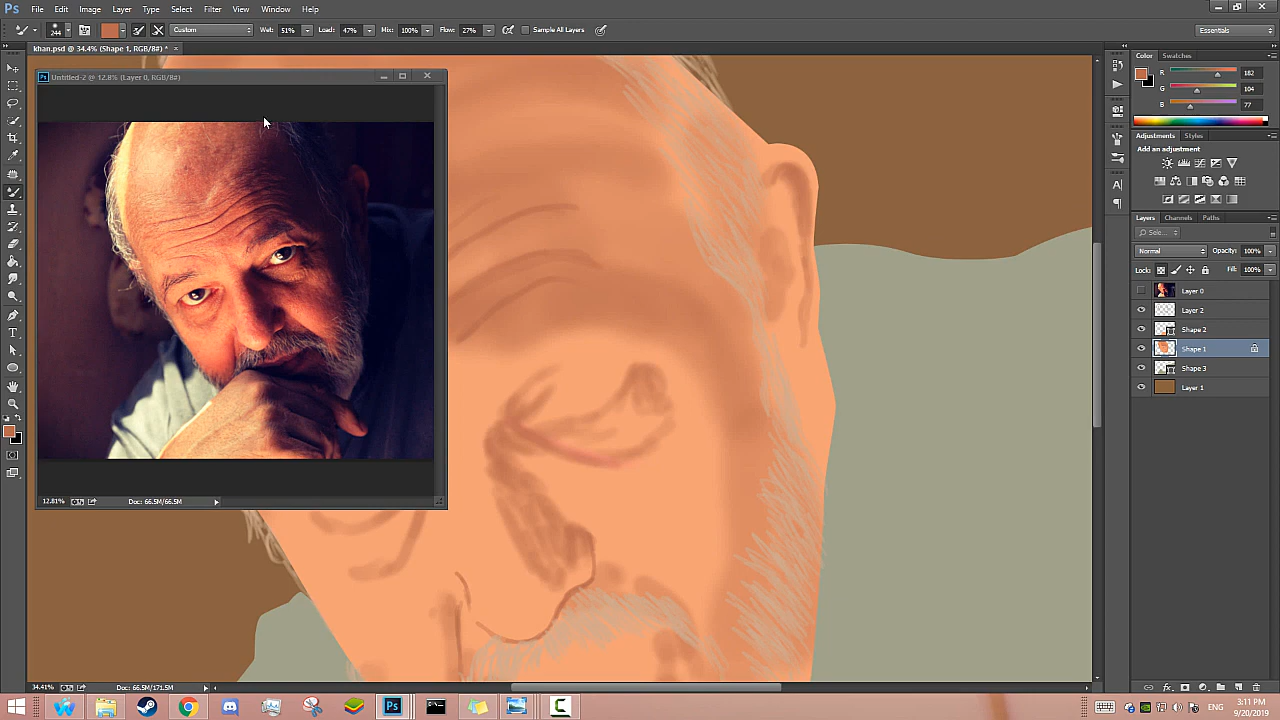 Ps File Edit Image Layer Type Select Filter 3D View Window Help
244 Custom Wet: 51% Load: 47% Mix: 100% Flow: 27% Sample All Layers Essentials
khan.psd @ 34.4% (Shape 1, RGB/8#) * ×
Untitled-2 @ 12.8% (Layer 0, RGB/8#)
Color Swatches
R 182
G 104
B 77
Adjustments Styles
Add an adjustment
Layers Channels Paths
Normal Opacity: 100%
Lock: Fill: 100%
Layer 0
Layer 2
Shape 2
Shape 1
Shape 3
Layer 1
12.81% Doc: 66.5M/66.5M
34.41% Doc: 66.5M/171.5M
ENG 3:11 PM
9/20/2019